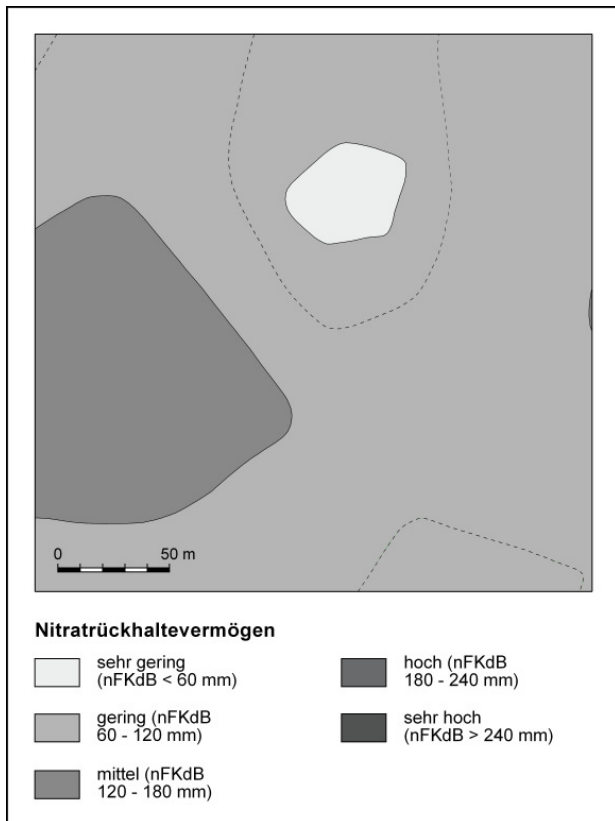 0 50 m
Nitratrückhaltevermögen
sehr gering
(nFKdB < 60 mm)
gering (nFKdB
60 - 120 mm)
mittel (nFKdB
120 - 180 mm)
hoch (nFKdB
180 - 240 mm)
sehr hoch
(nFKdB > 240 mm)